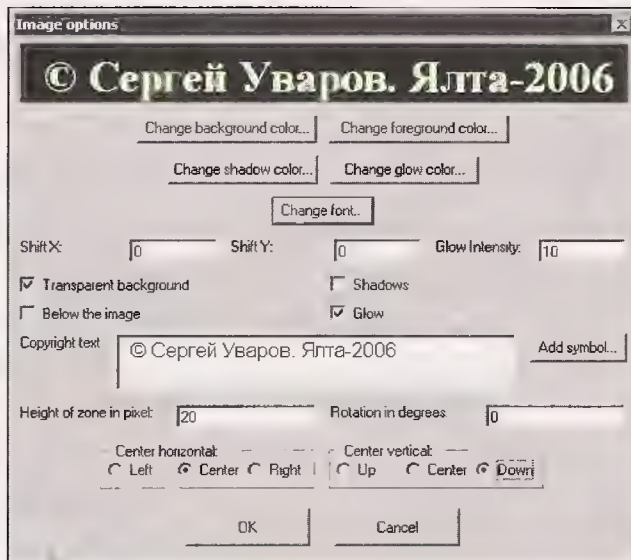 Image options
© Сергей Уваров. Ялта-2006
Change background color... Change foreground color...
Change shadow color... Change glow color...
Change font..
Shift X: 0 Shift Y: 0 Glow Intensity: 10
Transparent background Shadows
Below the image Glow
Copyright text © Сергей Уваров. Ялта-2006 Add symbol...
Height of zone in pixel: 20 Rotation in degrees 0
Center horizontal: Center vertical:
Left Center Right Up Center Down
OK Cancel